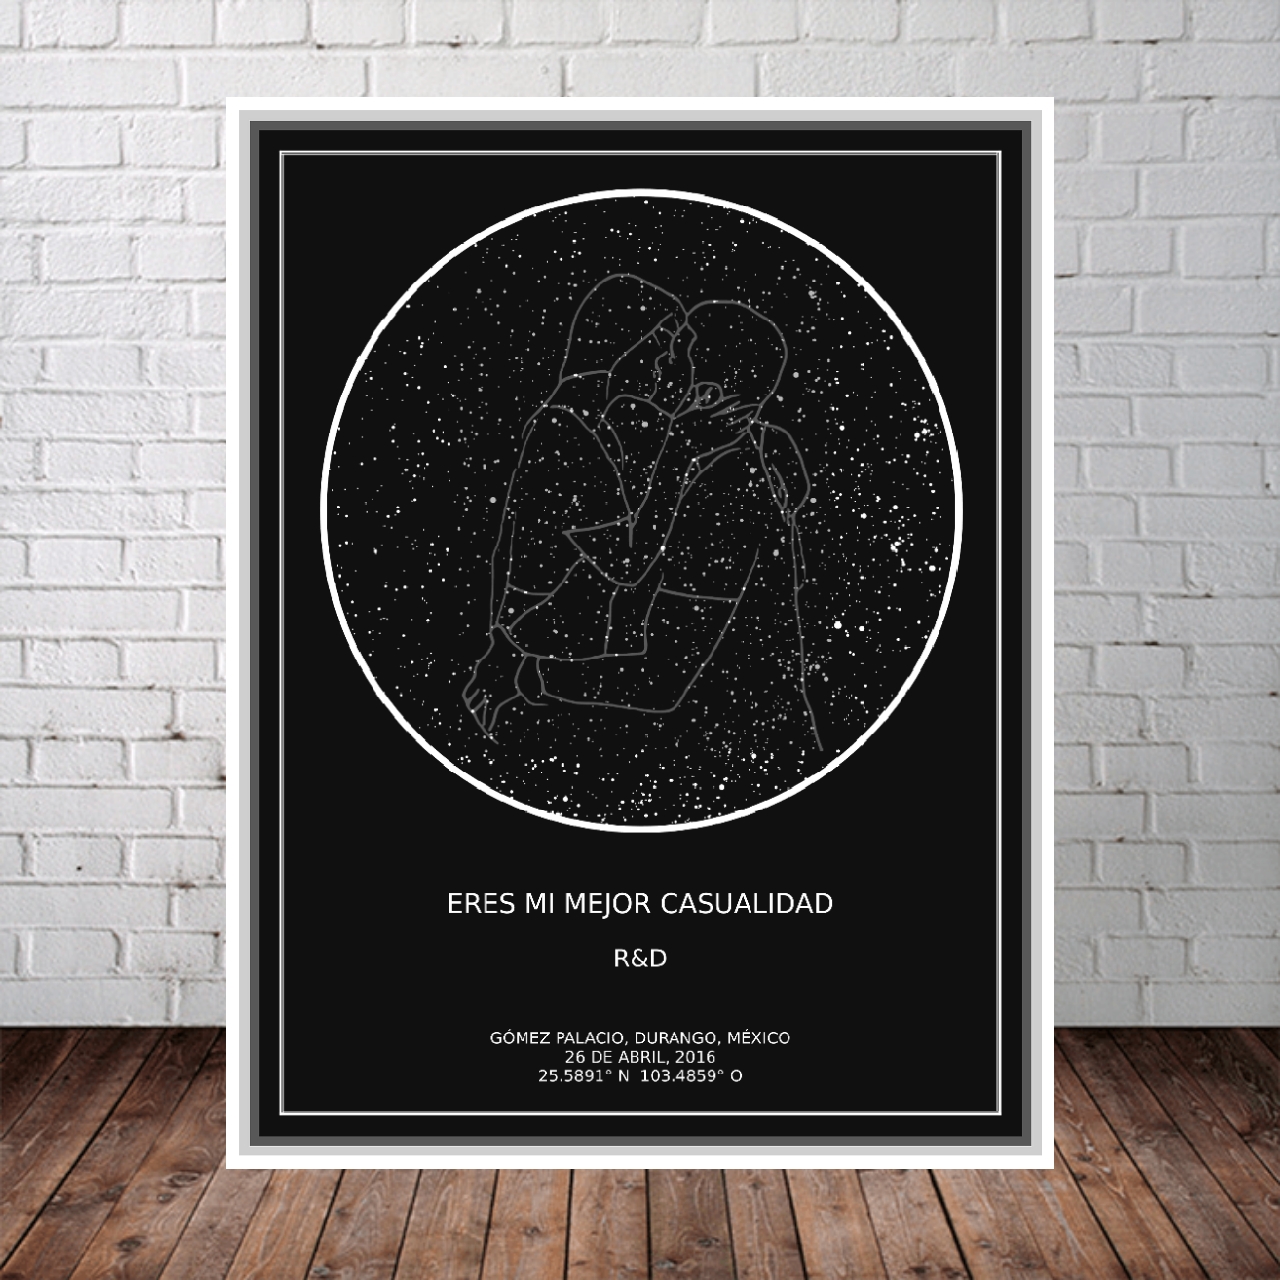 ERES MI MEJOR CASUALIDAD
R&D
GÓMEZ PALACIO, DURANGO, MÉXICO
26 DE ABRIL, 2016
25.5891° N 103.4859° O